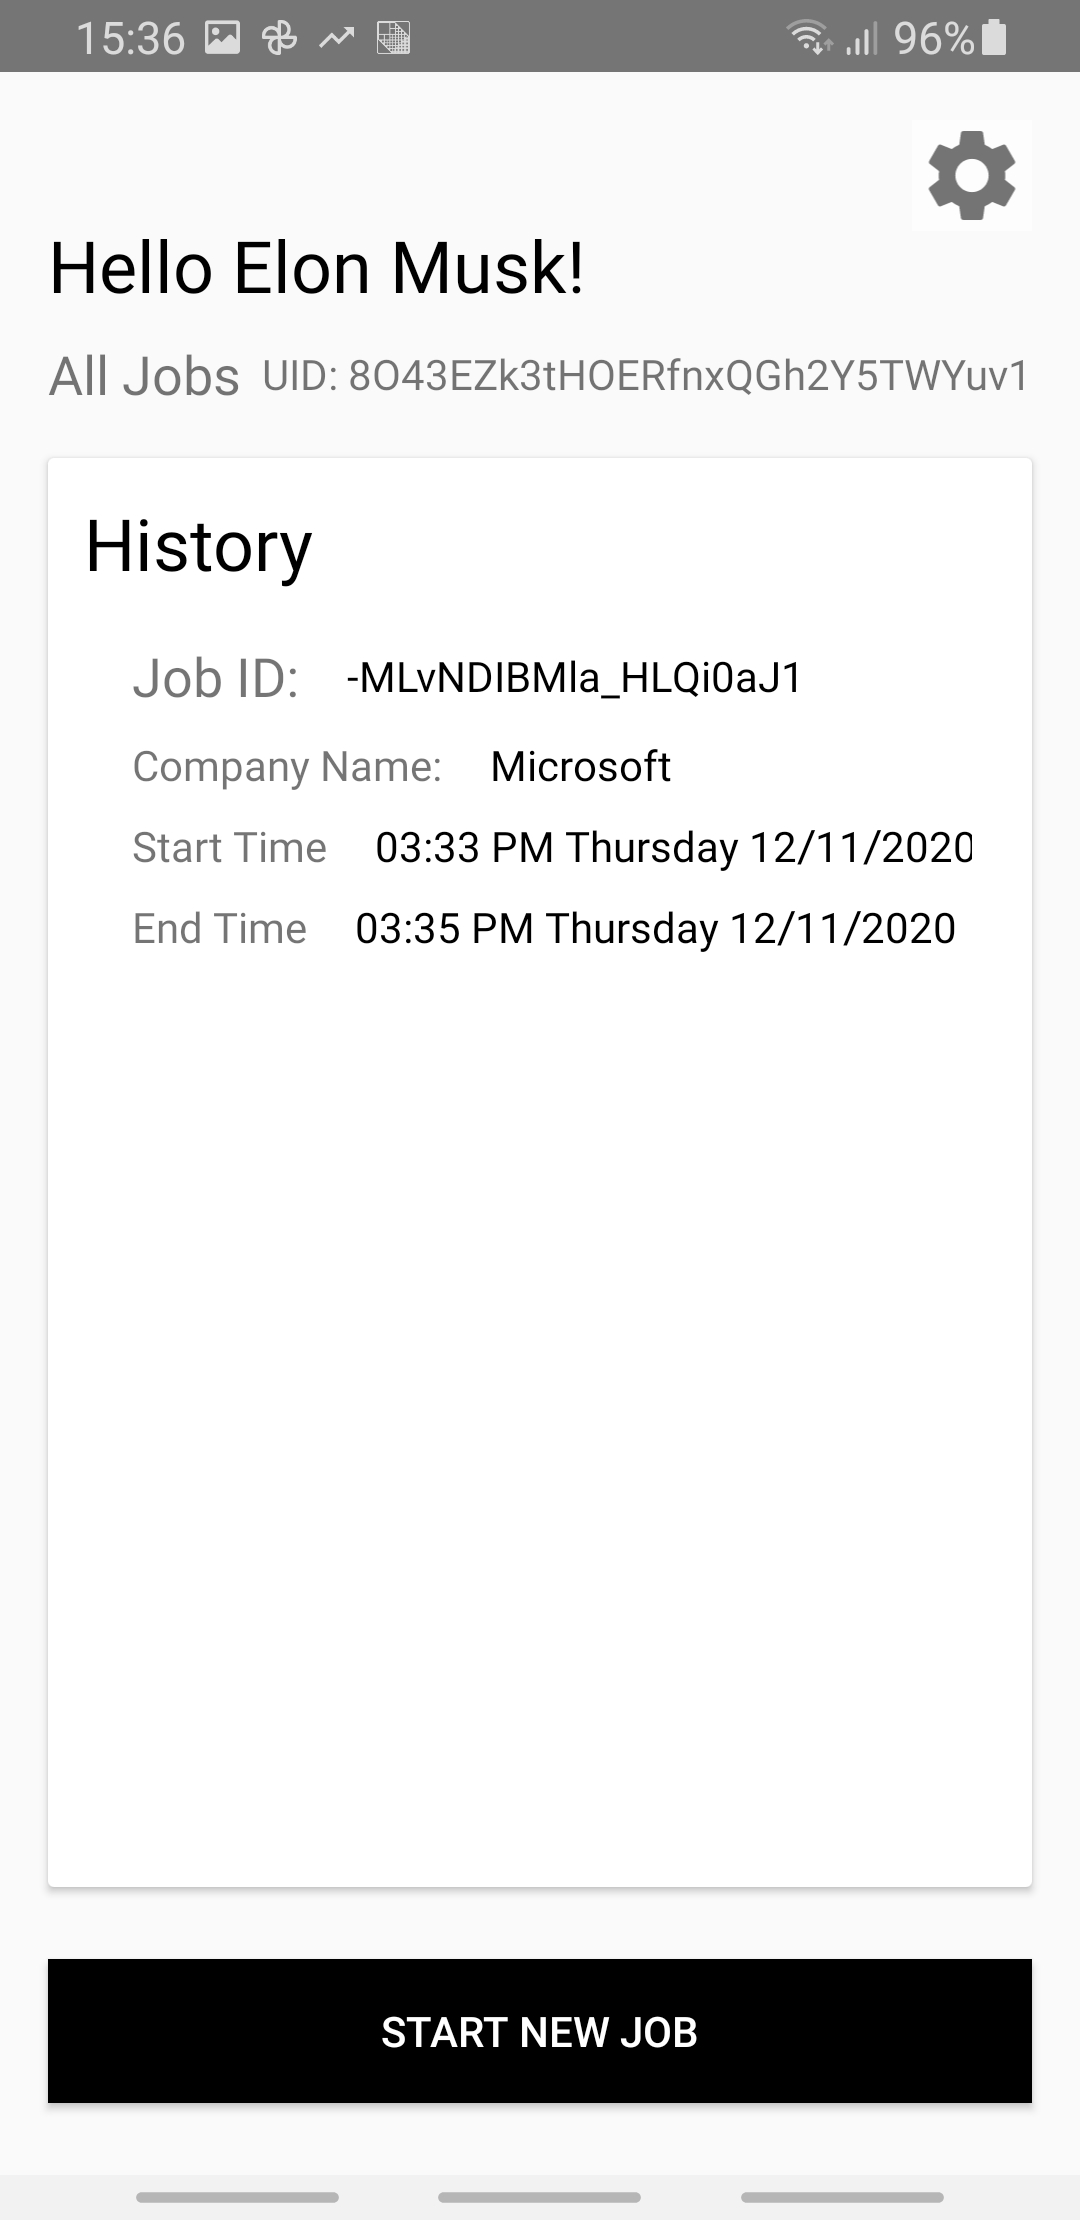 15:36 96%
Hello Elon Musk!
All Jobs UID: 8O43EZk3tHOERfnxQGh2Y5TWYuv1
History
Job ID: -MLvNDIBMla_HLQi0aJ1
Company Name: Microsoft
Start Time 03:33 PM Thursday 12/11/2020
End Time 03:35 PM Thursday 12/11/2020
START NEW JOB